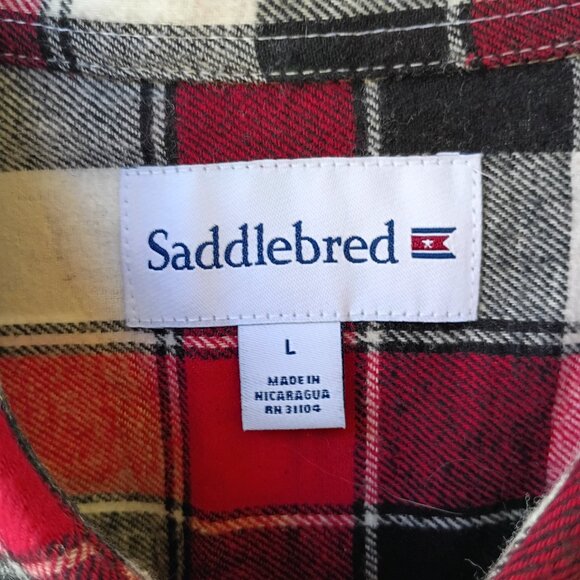 Saddlebred
L
MADE IN
NICARAGUA
RN 31104